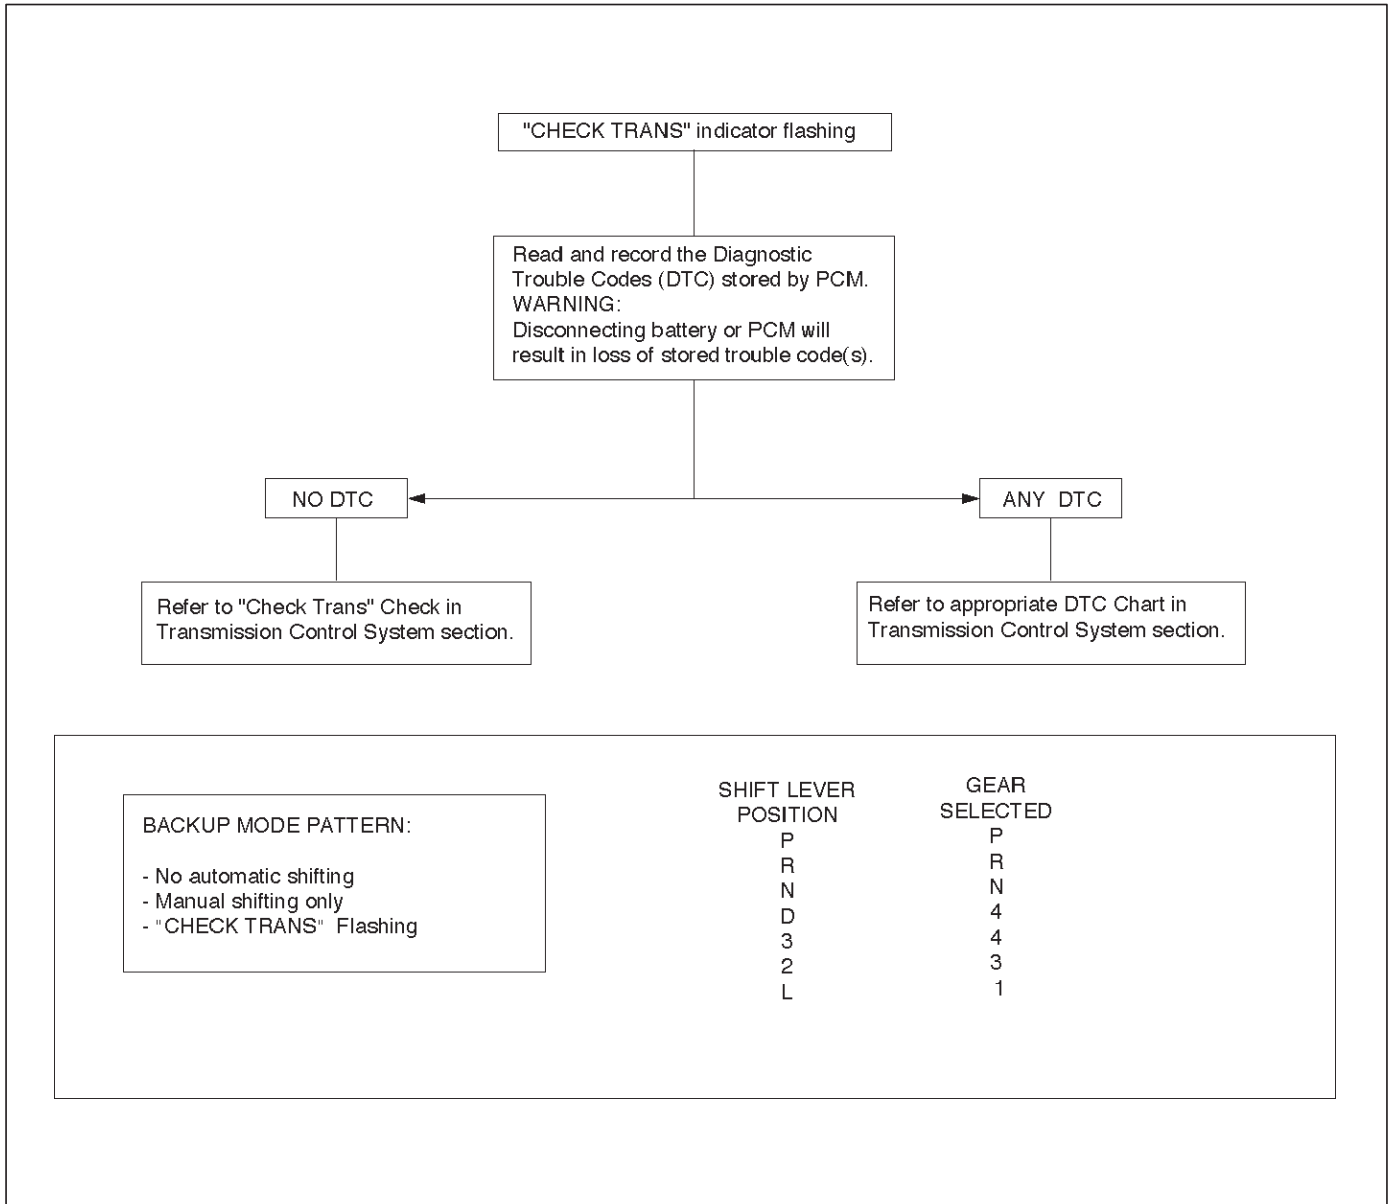 "CHECK TRANS" indicator flashing
Read and record the Diagnostic
Trouble Codes (DTC) stored by PCM.
WARNING:
Disconnecting battery or PCM will
result in loss of stored trouble code(s).
NO DTC
ANY DTC
Refer to "Check Trans" Check in
Transmission Control System section.
Refer to appropriate DTC Chart in
Transmission Control System section.
BACKUP MODE PATTERN:
- No automatic shifting
- Manual shifting only
- "CHECK TRANS" Flashing
SHIFT LEVER
POSITION
P
R
N
D
3
2
L
GEAR
SELECTED
P
R
N
4
4
3
1